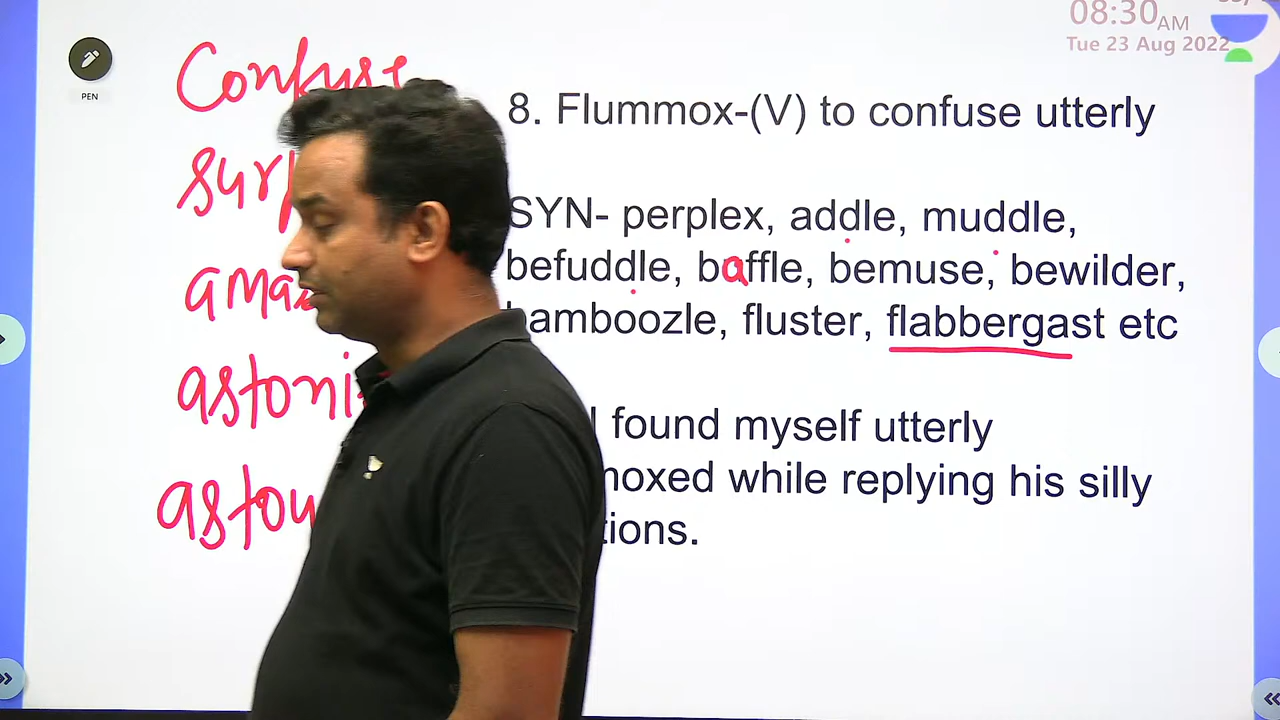 08:30AM
Tue 23 Aug 2022
PEN
Confuse
8. Flummox-(V) to confuse utterly
SYN- perplex, addle, muddle,
befuddle, baffle, bemuse, bewilder,
bamboozle, fluster, flabbergast etc
I found myself utterly
while replying his silly